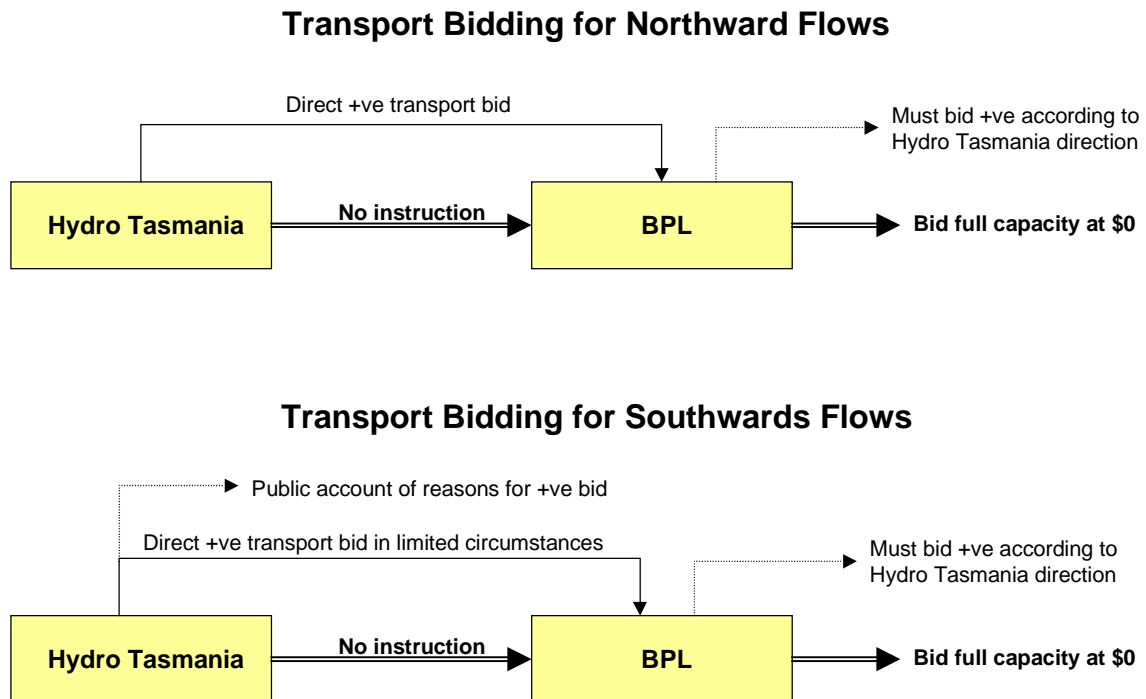 Transport Bidding for Northward Flows
Direct +ve transport bid
Must bid +ve according to
Hydro Tasmania direction
Hydro Tasmania
No instruction
BPL
Bid full capacity at $0
Transport Bidding for Southwards Flows
Public account of reasons for +ve bid
Direct +ve transport bid in limited circumstances
Must bid +ve according to
Hydro Tasmania direction
Hydro Tasmania
No instruction
BPL
Bid full capacity at $0